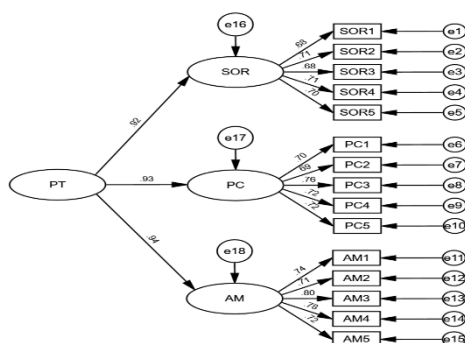 e16
SOR
.92
.68
.71
.68
.71
.70
SOR1
SOR2
SOR3
SOR4
SOR5
e1
e2
e3
e4
e5
PT
.93
e17
PC
.70
.69
.76
.72
.72
PC1
PC2
PC3
PC4
PC5
e6
e7
e8
e9
e10
.94
e18
AM
.74
.71
.80
.78
.72
AM1
AM2
AM3
AM4
AM5
e11
e12
e13
e14
e15